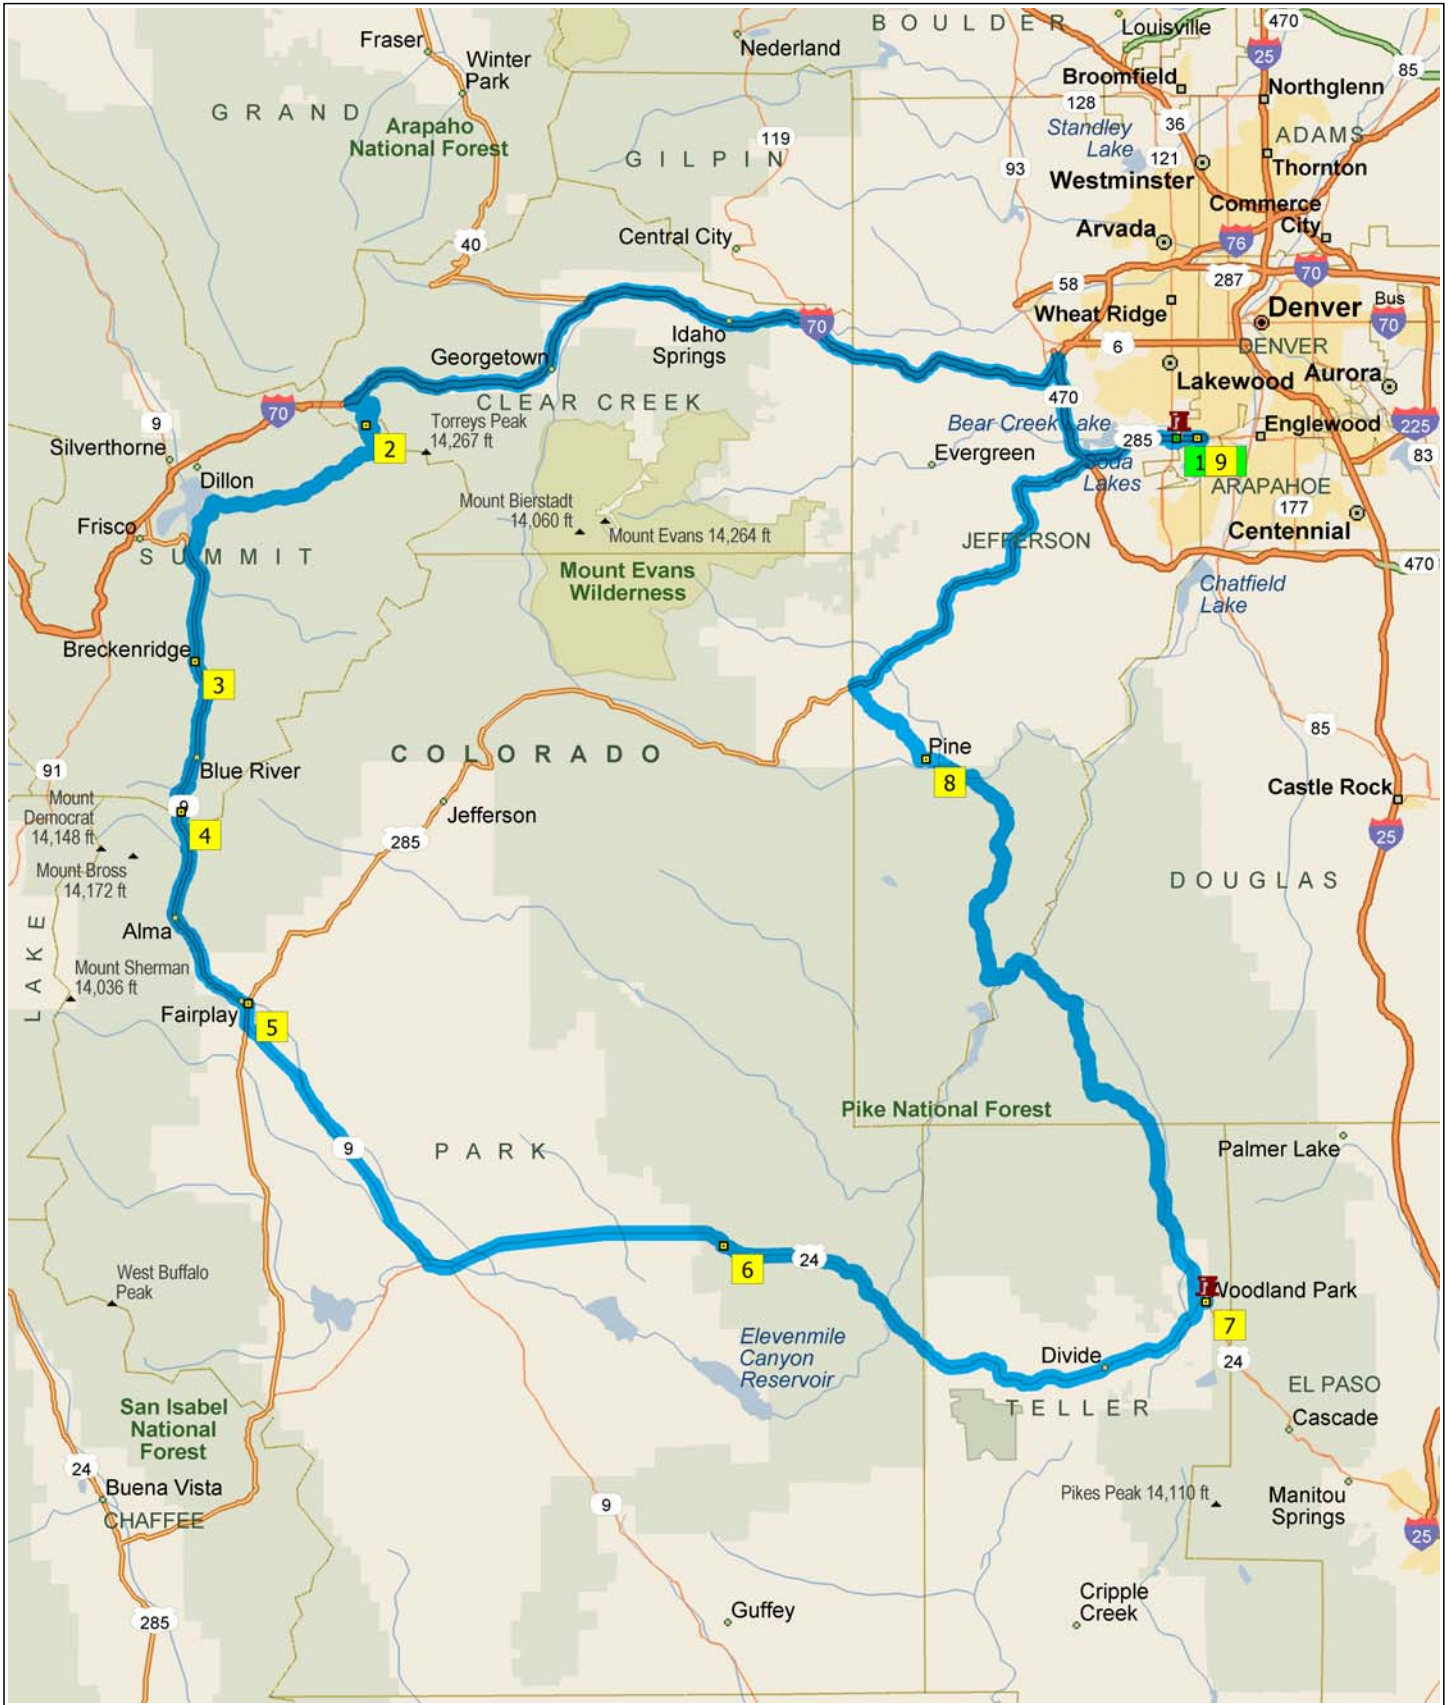 BOULDER
Louisville
470
Fraser
Nederland
25
Winter
Park
Broomfield
85
Northglenn
GRAND
128
Arapaho
National Forest
Standley
Lake
36
ADAMS
119
GILPIN
121
93
Thornton
Westminster
Commerce
City
Arvada
Central City
40
76
70
58
287
Bus
70
Wheat Ridge
Denver
Idaho
Springs
70
6
DENVER
Georgetown
Lakewood
Aurora
470
CLEAR CREEK
70
9
Torreys Peak
14,267 ft
Bear Creek Lake
285
Englewood
225
Silverthorne
2
Evergreen
Soda
Lakes
1
9
83
Dillon
ARAPAHOE
Mount Bierstadt
14,060 ft
177
Frisco
Mount Evans 14,264 ft
Centennial
SUMMIT
JEFFERSON
470
Mount Evans
Wilderness
Chatfield
Lake
Breckenridge
3
COLORADO
Pine
85
91
Blue River
8
Castle Rock
Mount
Democrat
14,148 ft
9
4
Jefferson
25
285
Mount Bross
14,172 ft
DOUGLAS
LAKE
Alma
Mount Sherman
14,036 ft
Fairplay
5
Pike National Forest
9
PARK
Palmer Lake
West Buffalo
Peak
6
24
Woodland Park
7
Elevenmile
Canyon
Reservoir
Divide
24
EL PASO
TELLER
San Isabel
National
Forest
Cascade
24
Buena Vista
Pikes Peak 14,110 ft
Manitou
Springs
9
CHAFFEE
25
Cripple
Creek
Guffey
285